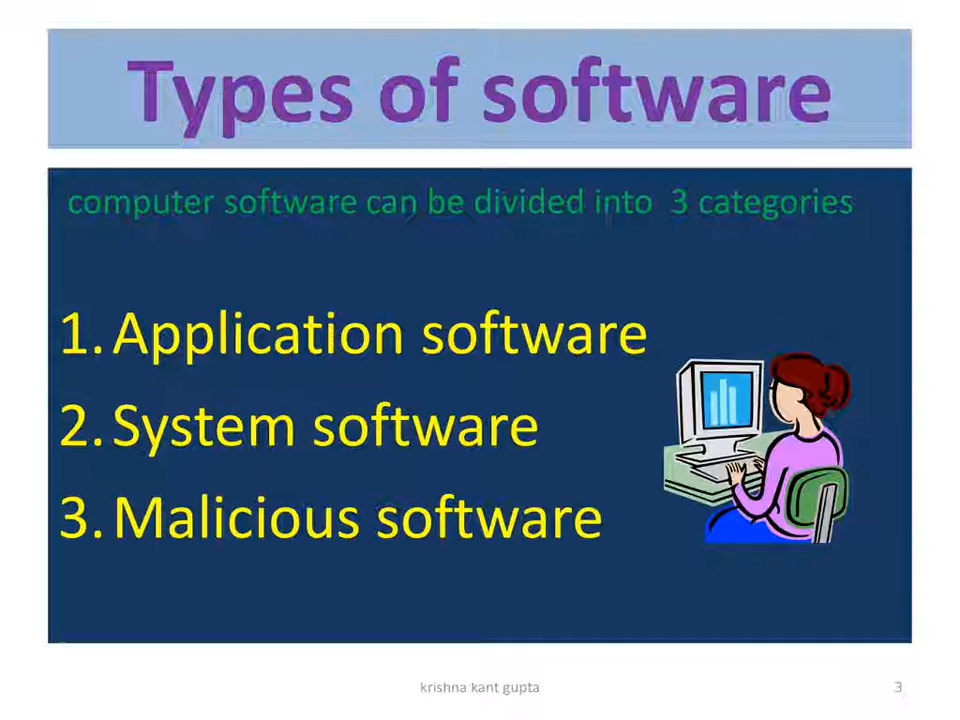 Types of software
computer software can be divided into 3 categories
1. Application software
2. System software
3. Malicious software
krishna kant gupta
3